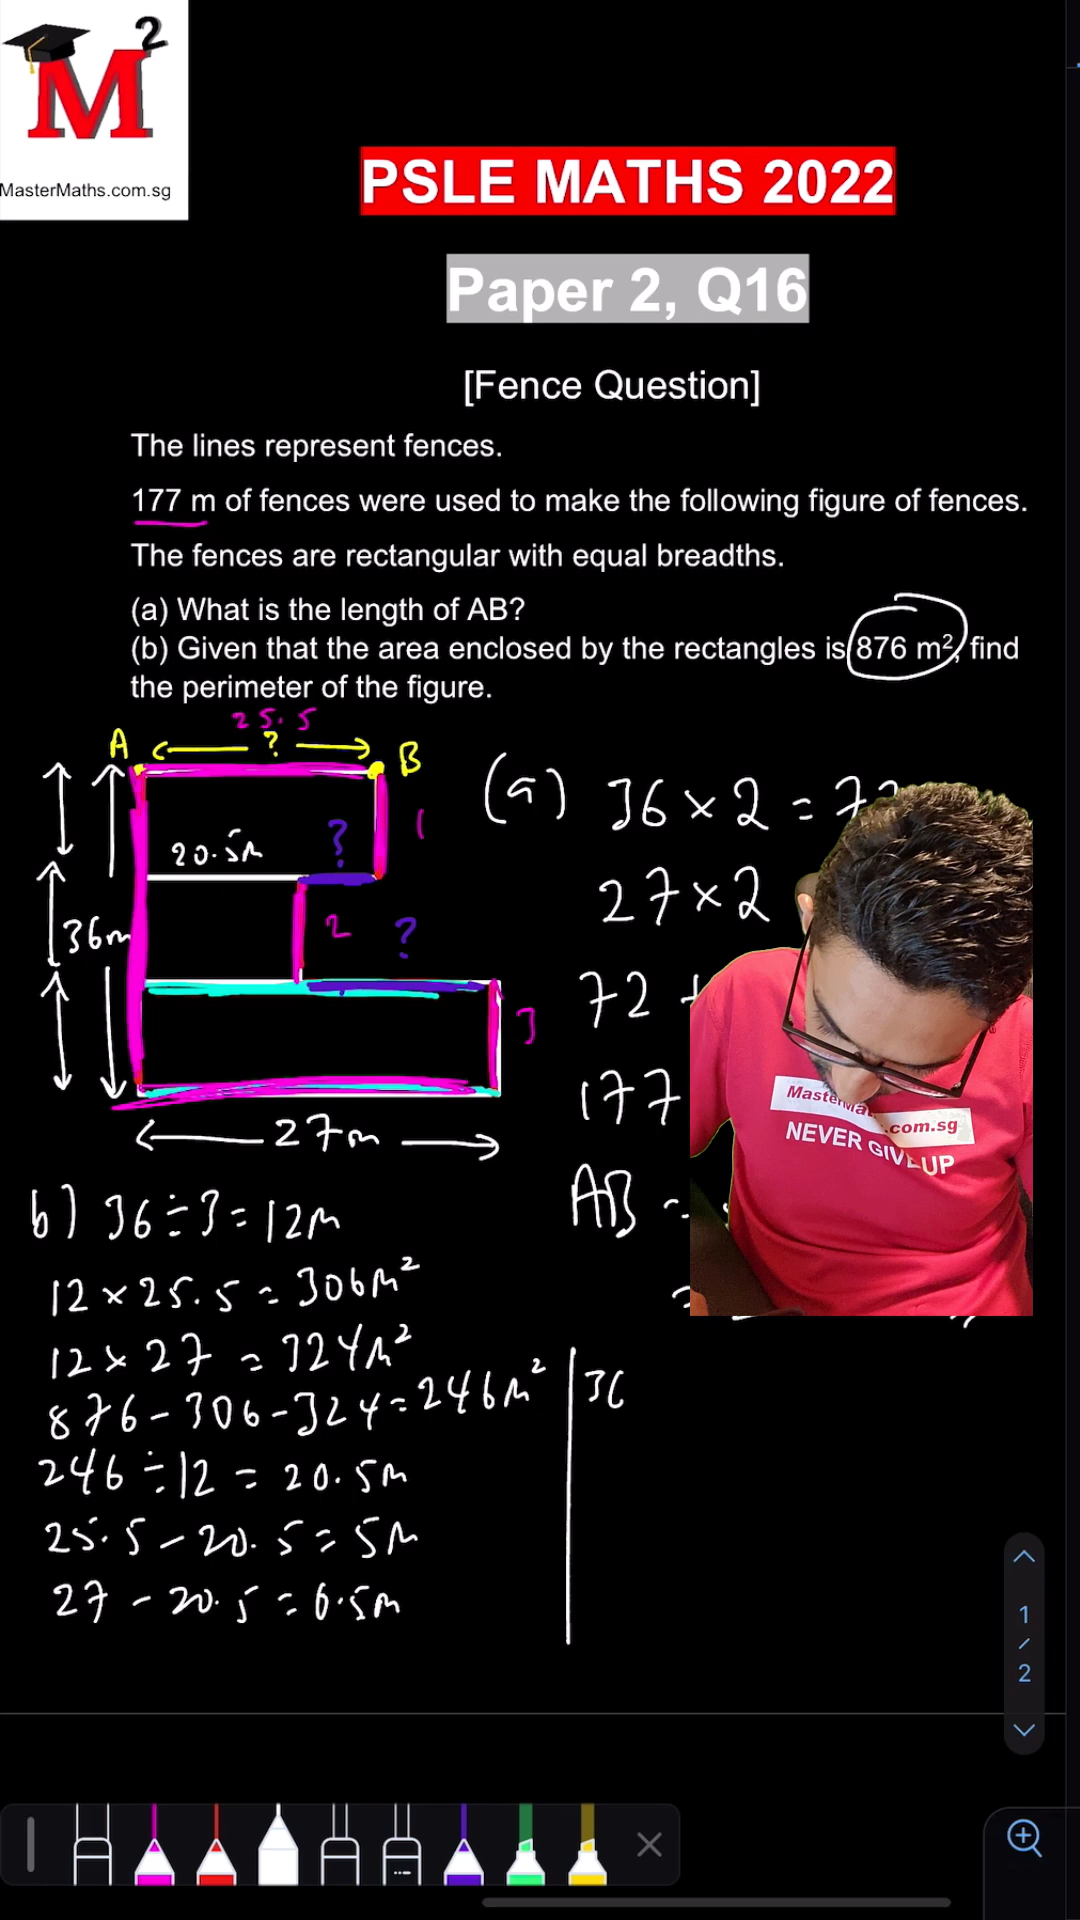 M²
MasterMaths.com.sg
PSLE MATHS 2022
Paper 2, Q16
[Fence Question]
The lines represent fences.
177 m of fences were used to make the following figure of fences.
The fences are rectangular with equal breadths.
(a) What is the length of AB?
(b) Given that the area enclosed by the rectangles is 876 m², find
the perimeter of the figure.
25.5
A ? B
1
20.5m ?
36m
2 ?
3
27m
(a) 36 × 2 = 72
27 × 2
72 +
177
AB =
=
MasterMa .com.sg
NEVER GIVE UP
b) 36 ÷ 3 = 12m
12 × 25.5 = 306m²
12 × 27 = 324m²
876 - 306 - 324 = 246m²
246 ÷ 12 = 20.5m
25.5 - 20.5 = 5m
27 - 20.5 = 6.5m
36
1
/
2